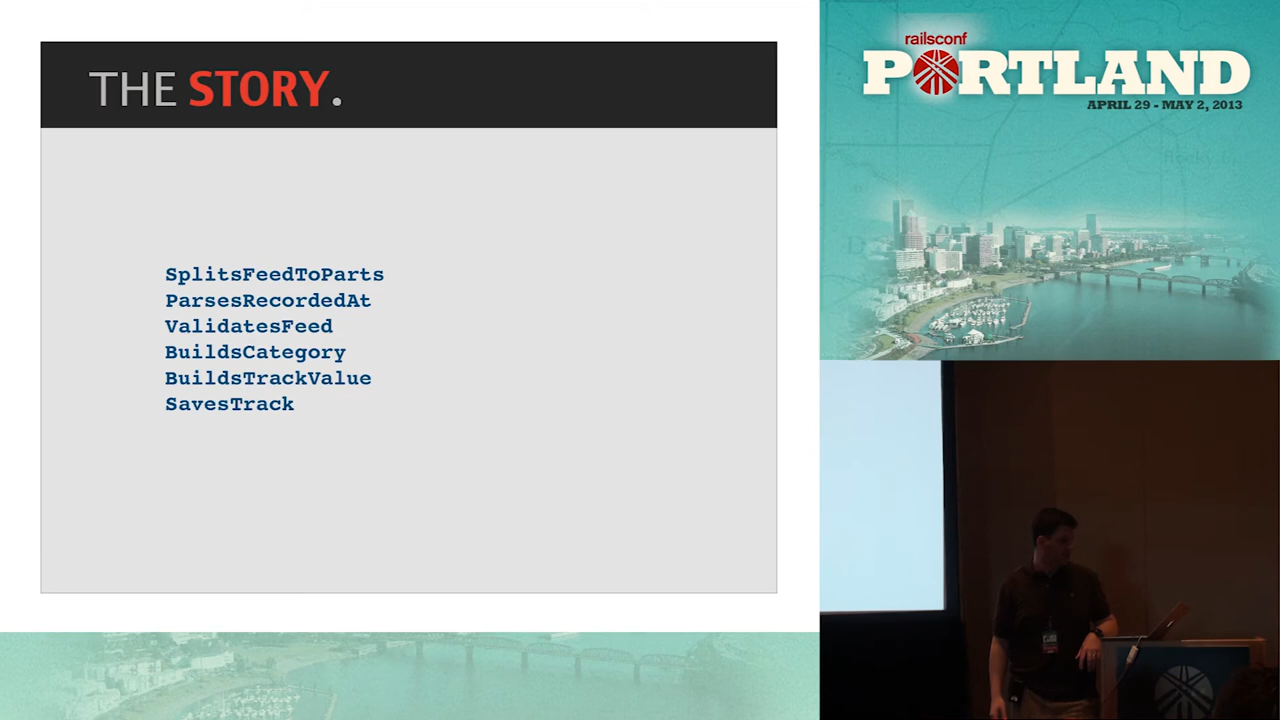 THE STORY.
SplitsFeedToParts
ParsesRecordedAt
ValidatesFeed
BuildsCategory
BuildsTrackValue
SavesTrack
railsconf
PORTLAND
APRIL 29 - MAY 2, 2013